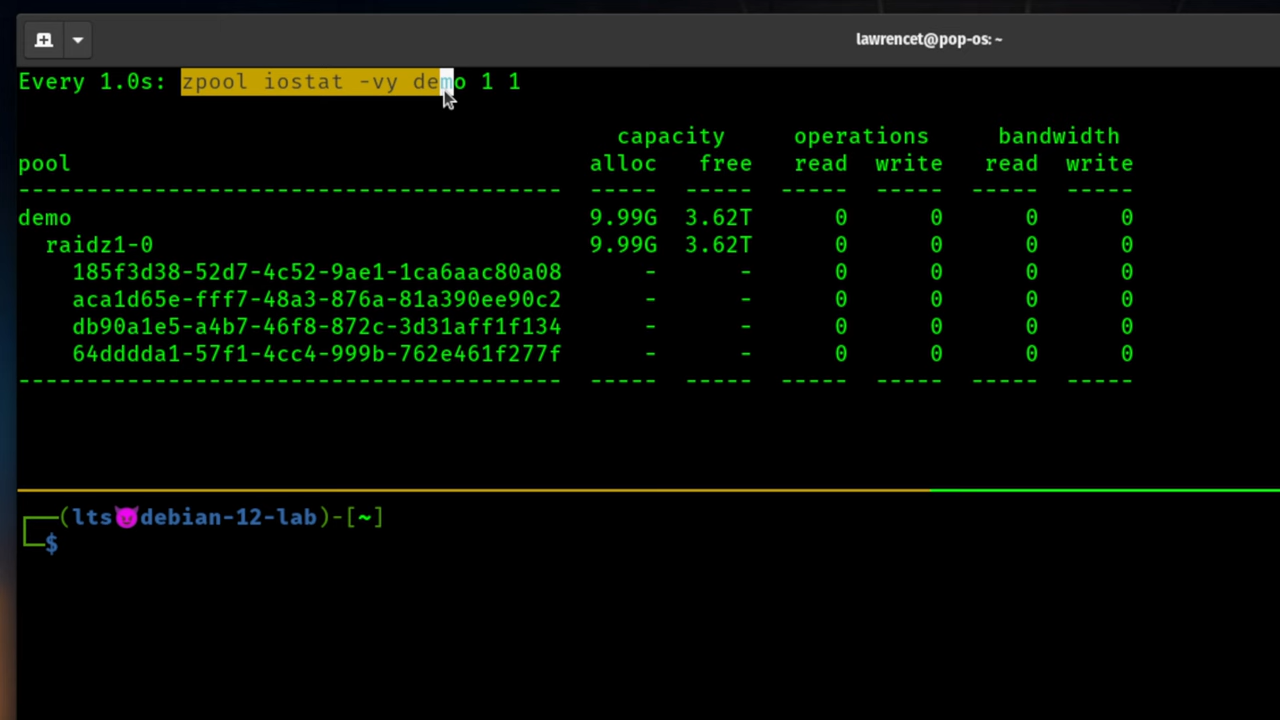 lawrencet@pop-os: ~
Every 1.0s: zpool iostat -vy demo 1 1
capacity operations bandwidth
pool alloc free read write read write
---------------------------------------- ----- ----- ----- ----- ----- -----
demo 9.99G 3.62T 0 0 0 0
raidz1-0 9.99G 3.62T 0 0 0 0
185f3d38-52d7-4c52-9ae1-1ca6aac80a08 - - 0 0 0 0
aca1d65e-fff7-48a3-876a-81a390ee90c2 - - 0 0 0 0
db90a1e5-a4b7-46f8-872c-3d31aff1f134 - - 0 0 0 0
64dddda1-57f1-4cc4-999b-762e461f277f - - 0 0 0 0
---------------------------------------- ----- ----- ----- ----- ----- -----
┌──(lts😈debian-12-lab)-[~]
└─$